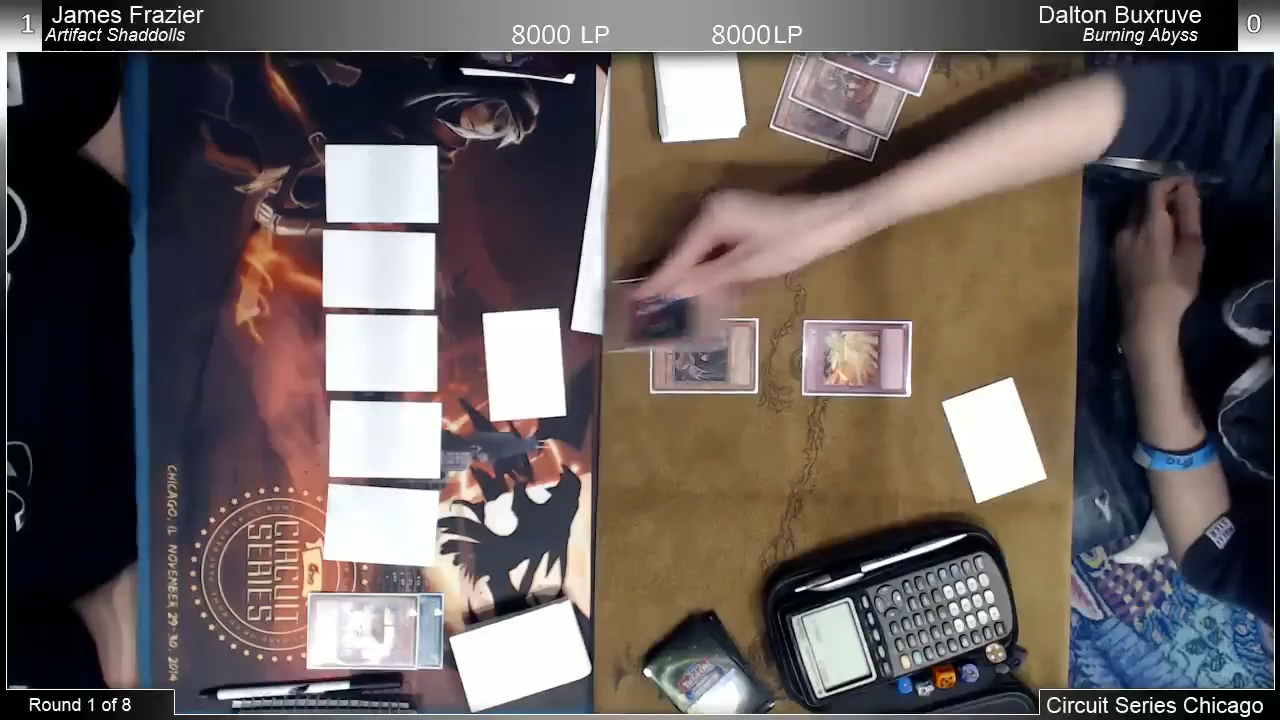 1
James Frazier
Artifact Shaddolls
8000 LP
8000LP
Dalton Buxruve
Burning Abyss
0
CHICAGO, IL NOVEMBER 29-30, 2014
CIRCUIT
SERIES
Round 1 of 8
Circuit Series Chicago